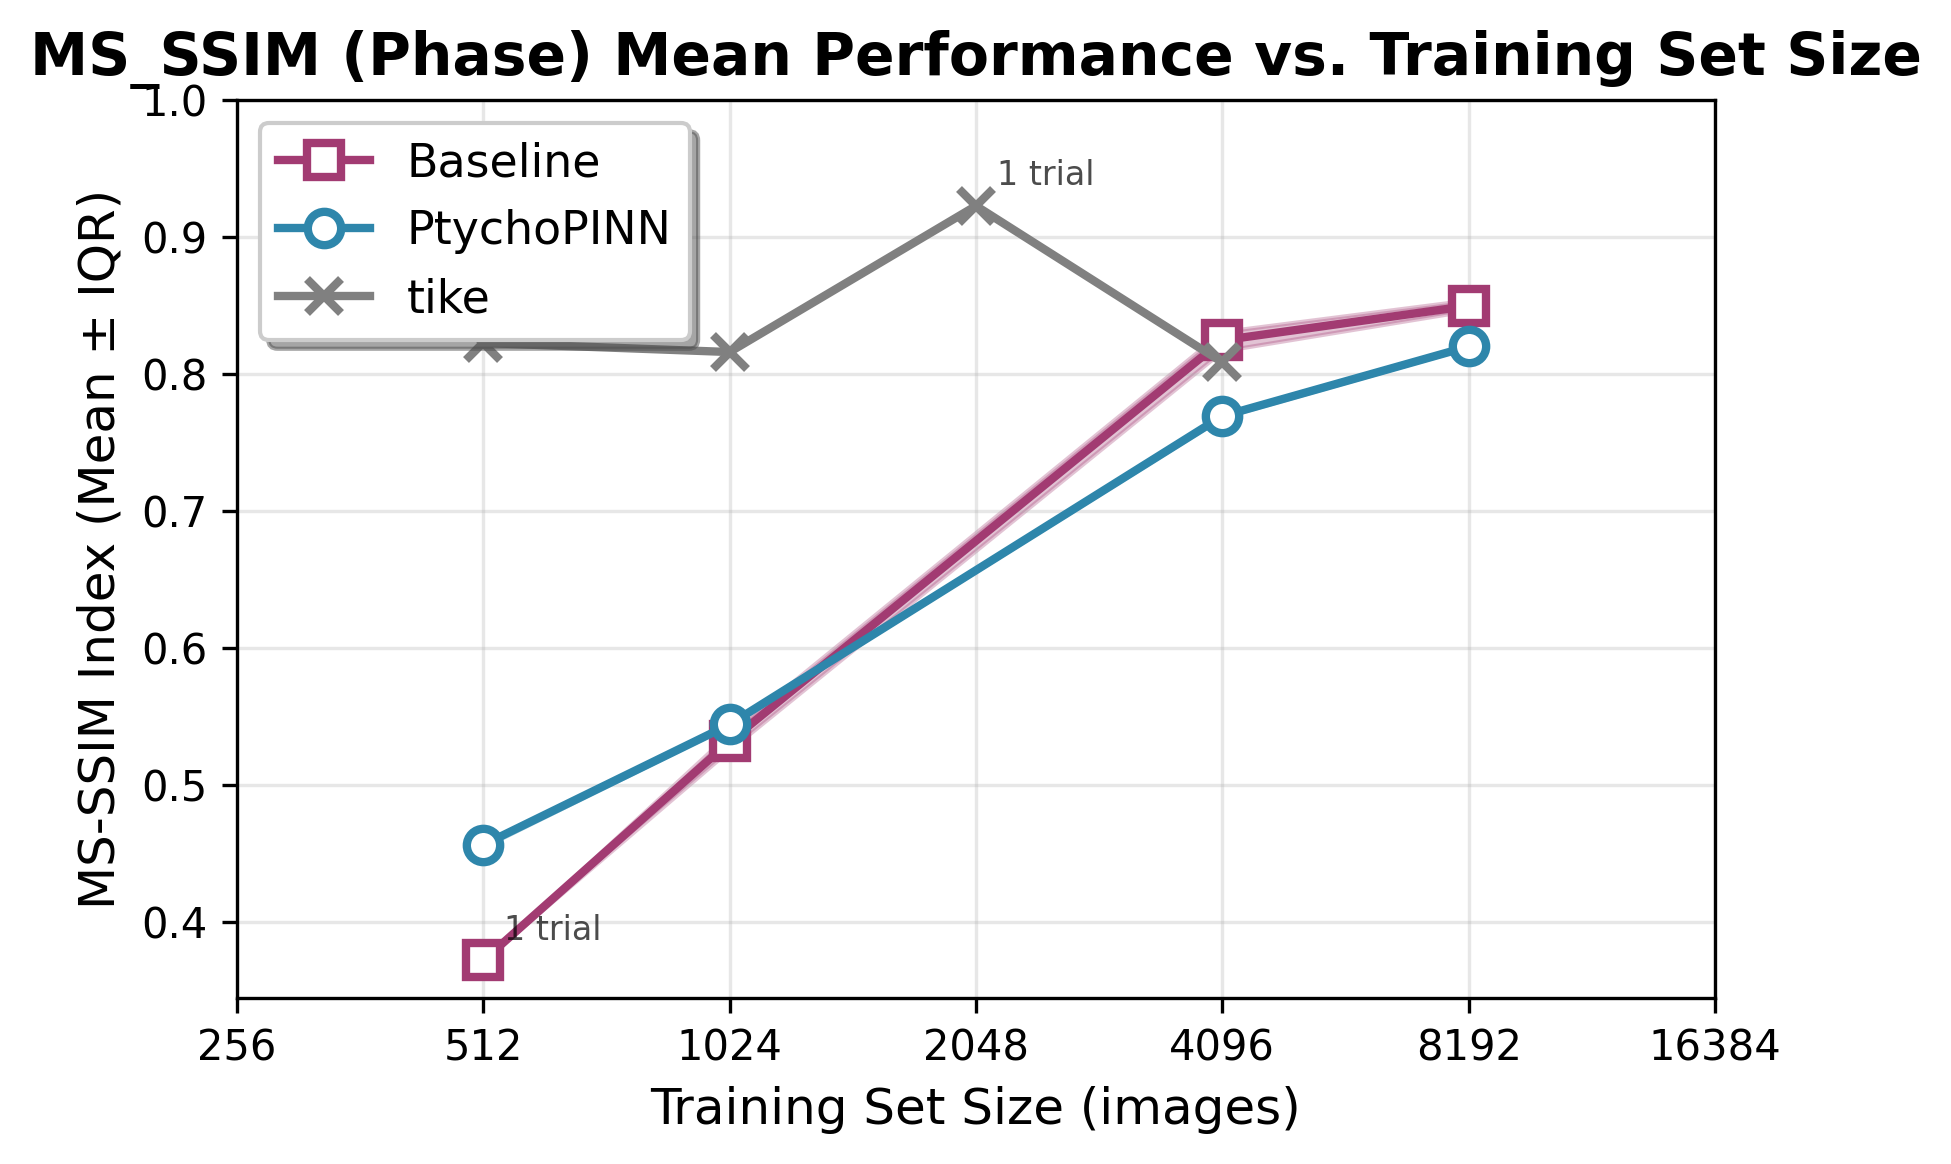 MS_SSIM (Phase) Mean Performance vs. Training Set Size
MS-SSIM Index (Mean ± IQR)
1.0
0.9
0.8
0.7
0.6
0.5
0.4
Baseline
PtychoPINN
tike
1 trial
1 trial
256 512 1024 2048 4096 8192 16384
Training Set Size (images)